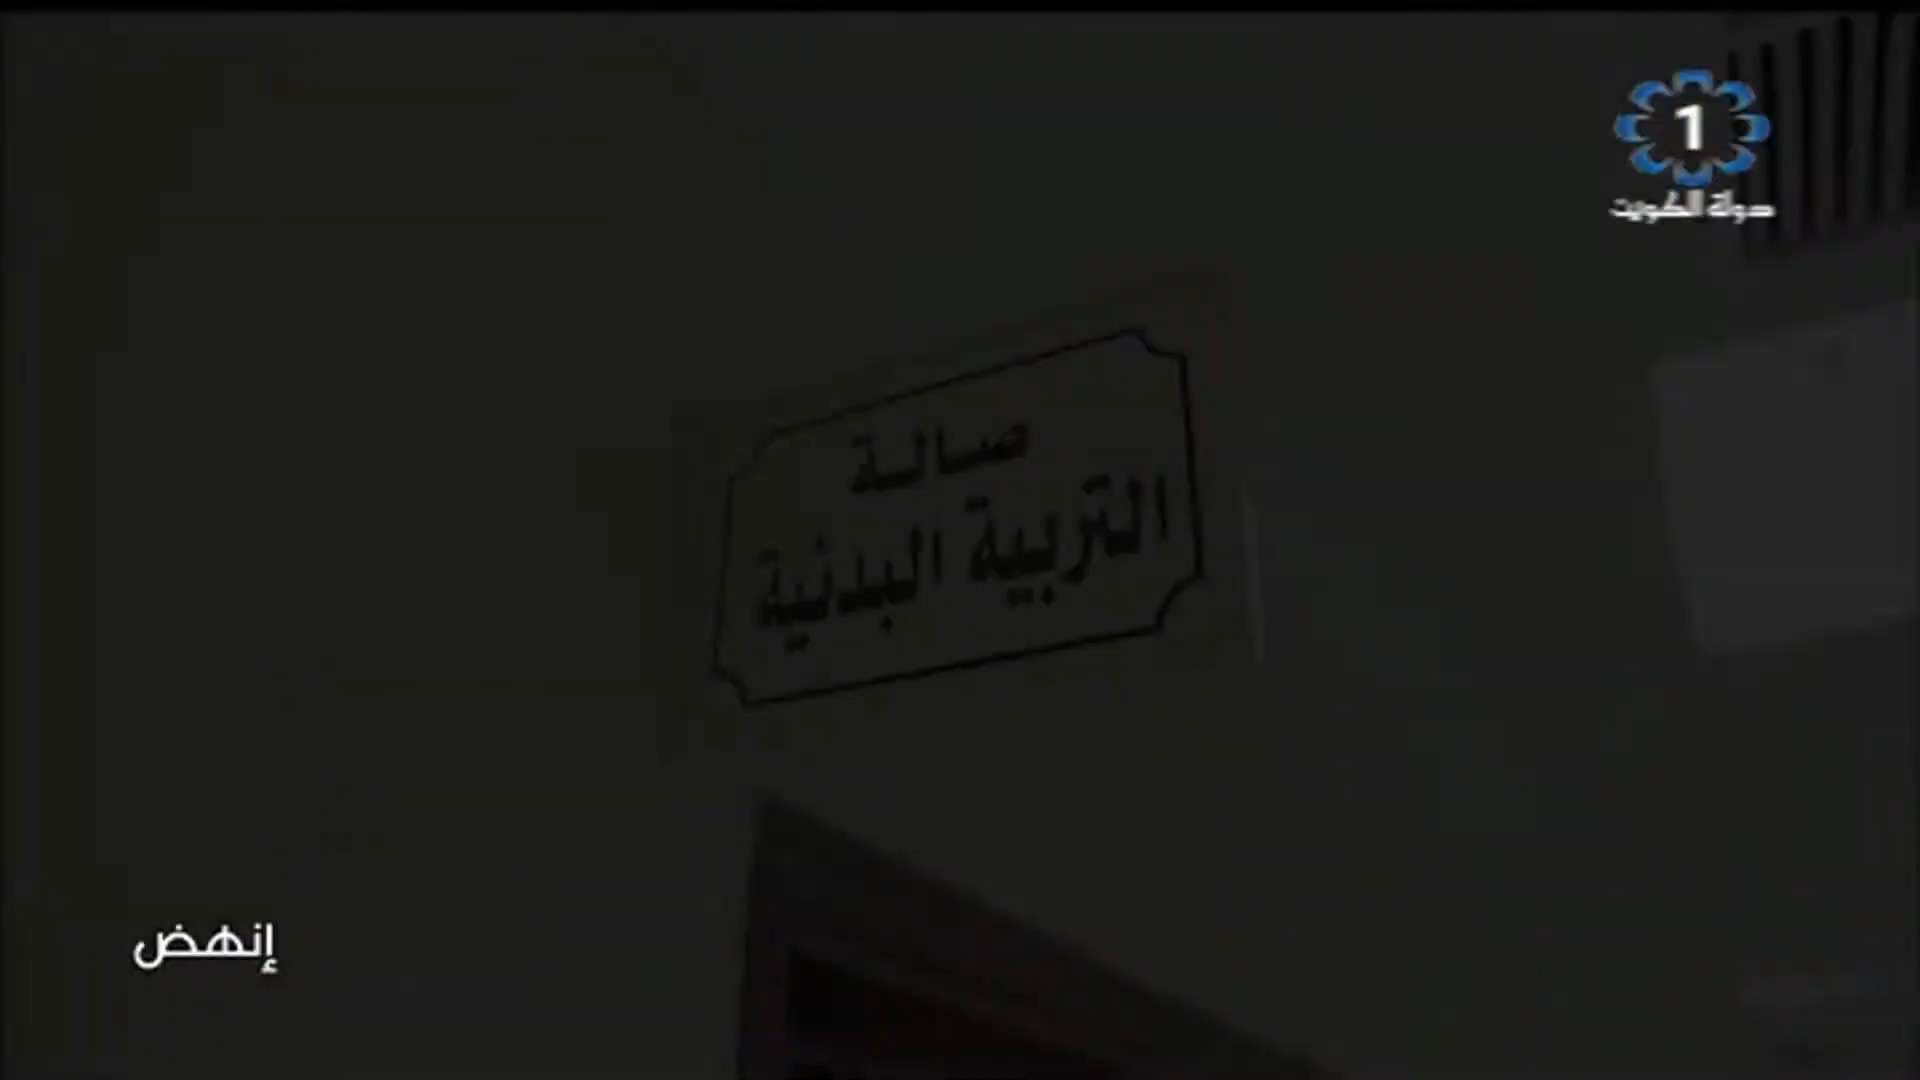 1
دولة الكويت
صالة
التربية البدنية
إنهض